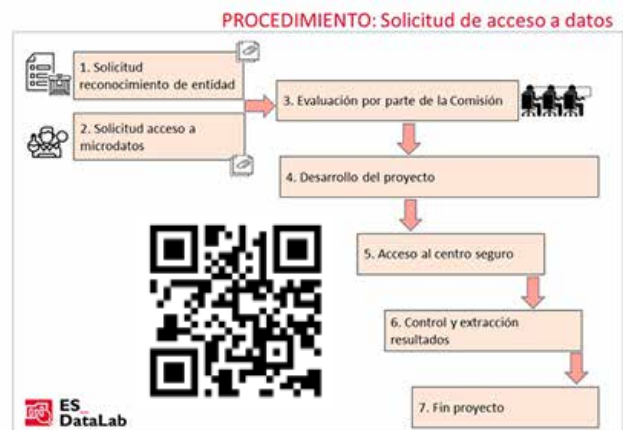 PROCEDIMIENTO: Solicitud de acceso a datos
1. Solicitud
reconocimiento de entidad
2. Solicitud acceso a
microdatos
3. Evaluación por parte de la Comisión
4. Desarrollo del proyecto
5. Acceso al centro seguro
6. Control y extracción
resultados
7. Fin proyecto
ES_
DataLab